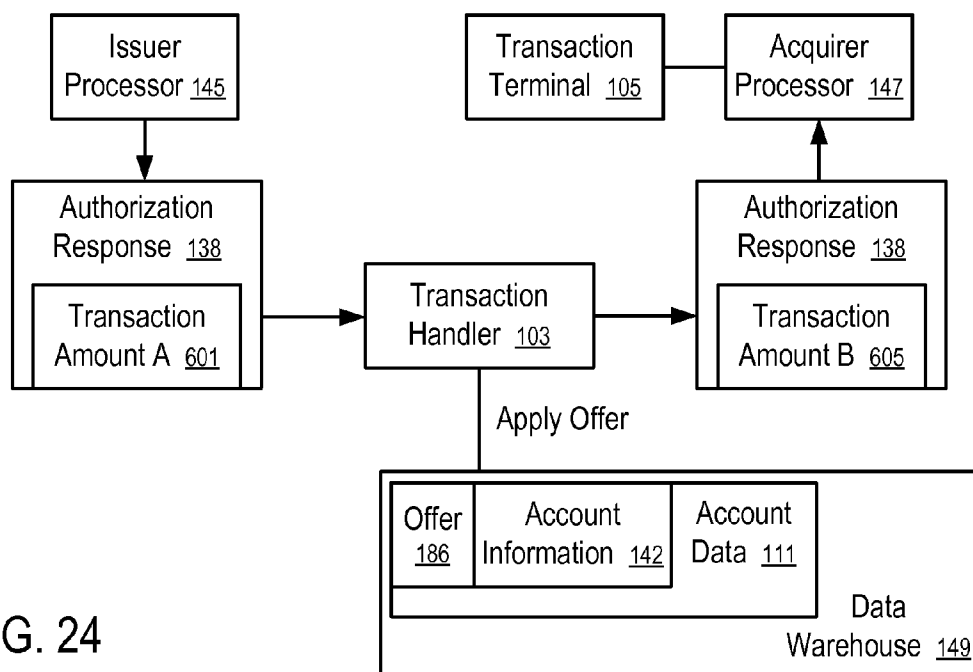 Issuer
Processor 145
Transaction
Terminal 105
Acquirer
Processor 147
Authorization
Response 138
Transaction
Amount A 601
Transaction
Handler 103
Authorization
Response 138
Transaction
Amount B 605
Apply Offer
Offer
186
Account
Information 142
Account
Data 111
Data
Warehouse 149
G. 24